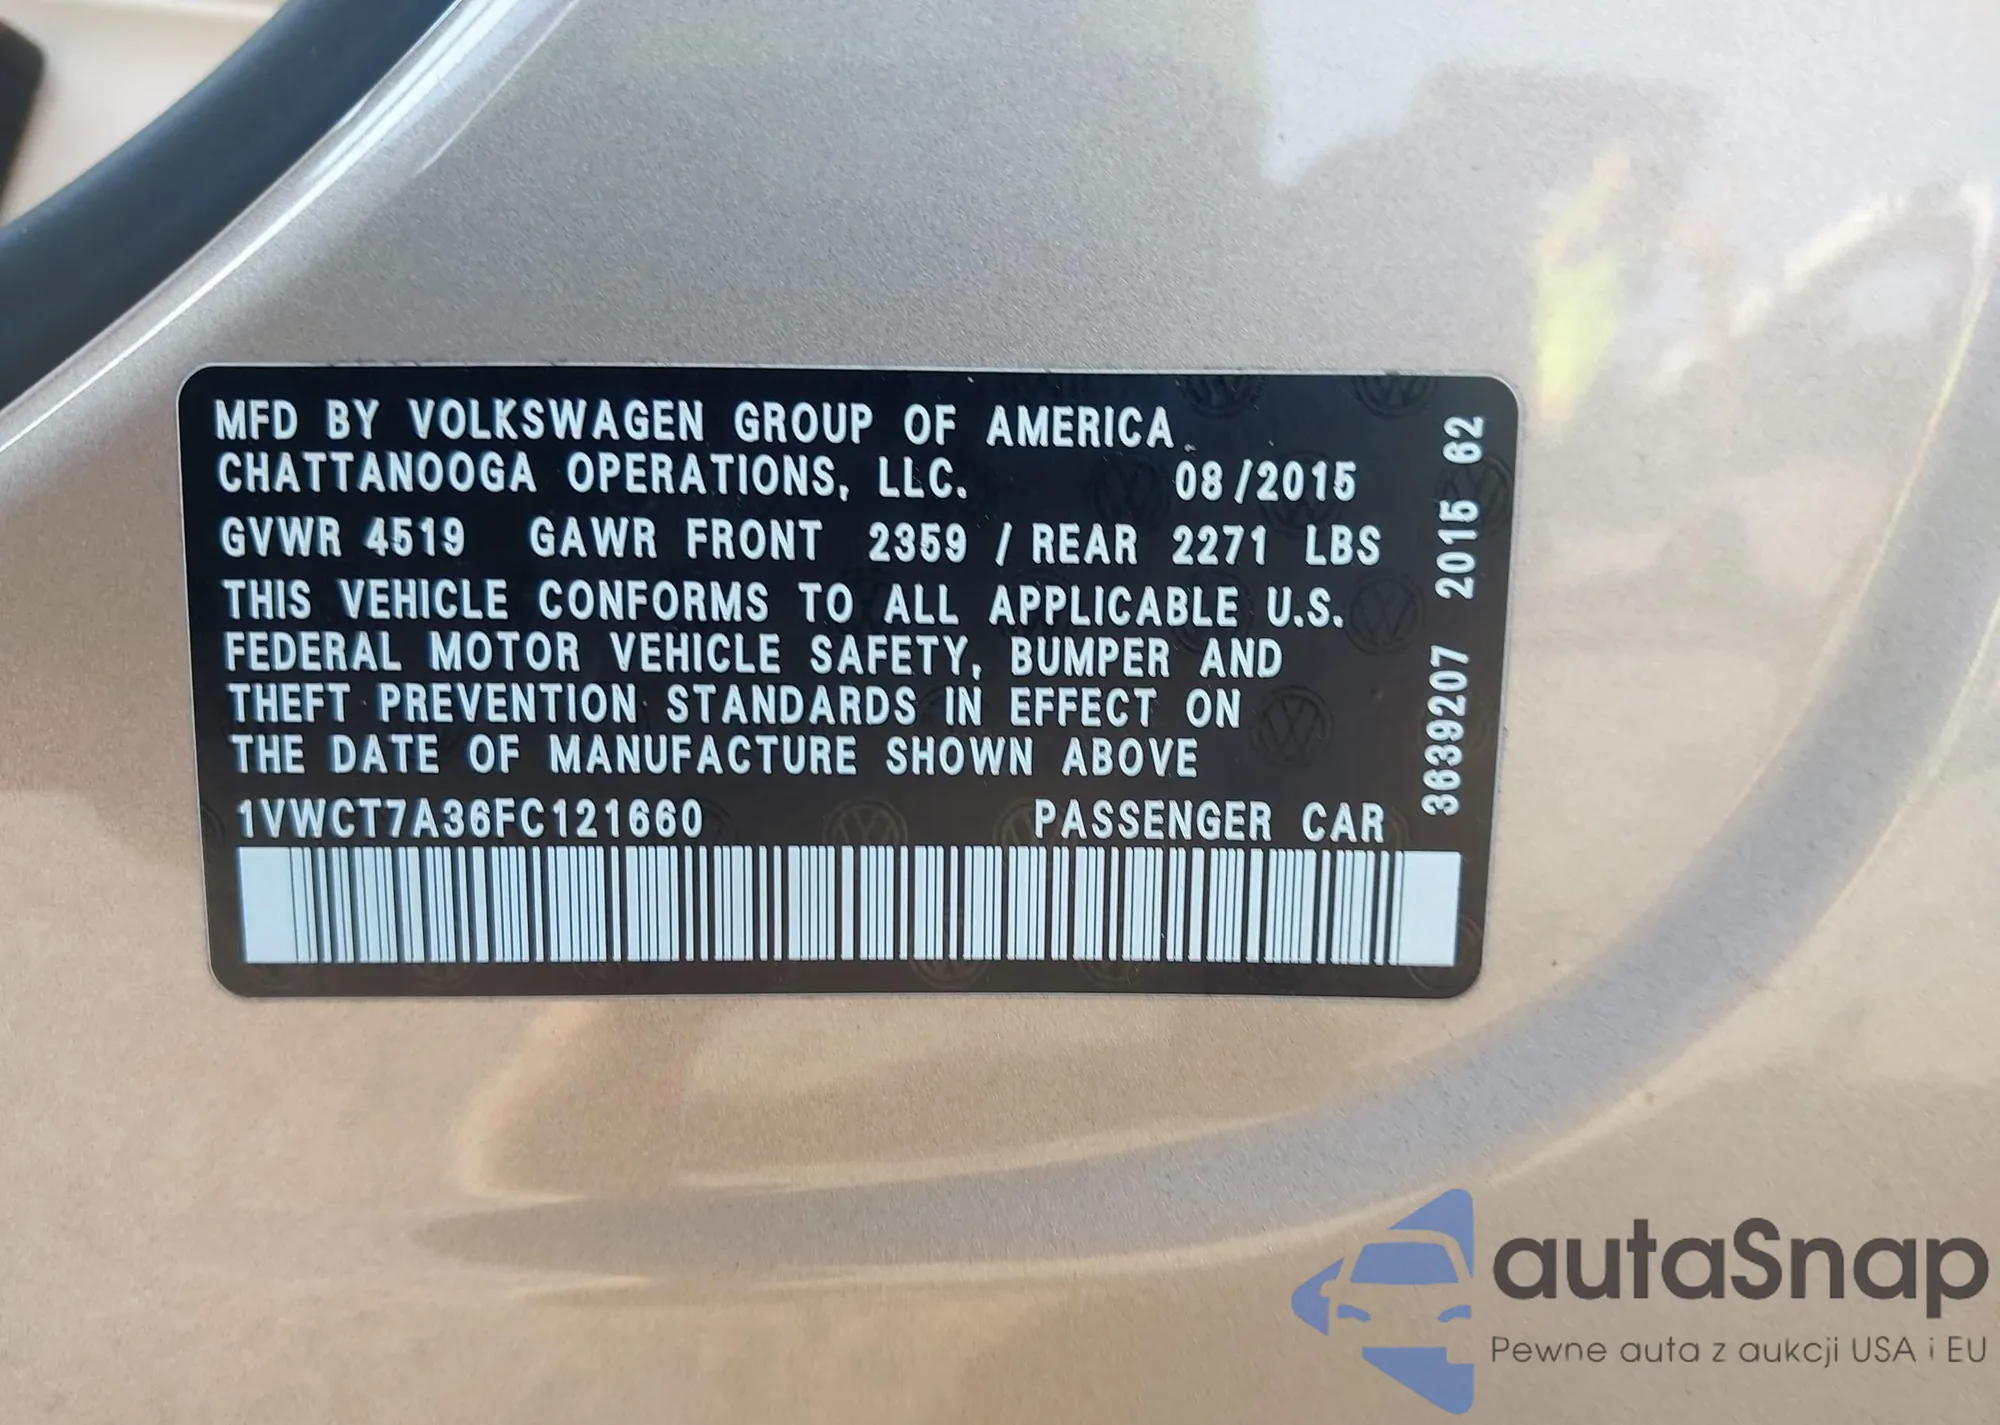 MFD BY VOLKSWAGEN GROUP OF AMERICA
CHATTANOOGA OPERATIONS, LLC. 08/2015
GVWR 4519 GAWR FRONT 2359 / REAR 2271 LBS
THIS VEHICLE CONFORMS TO ALL APPLICABLE U.S.
FEDERAL MOTOR VEHICLE SAFETY, BUMPER AND
THEFT PREVENTION STANDARDS IN EFFECT ON
THE DATE OF MANUFACTURE SHOWN ABOVE
1VWCT7A36FC121660 PASSENGER CAR
3639207 2015 62
autaSnap
Pewne auta z aukcji USA i EU